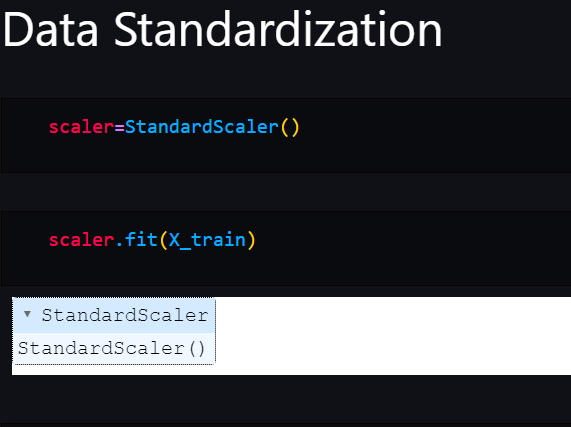 Data Standardization
scaler=StandardScaler()
scaler.fit(X_train)
StandardScaler
StandardScaler()